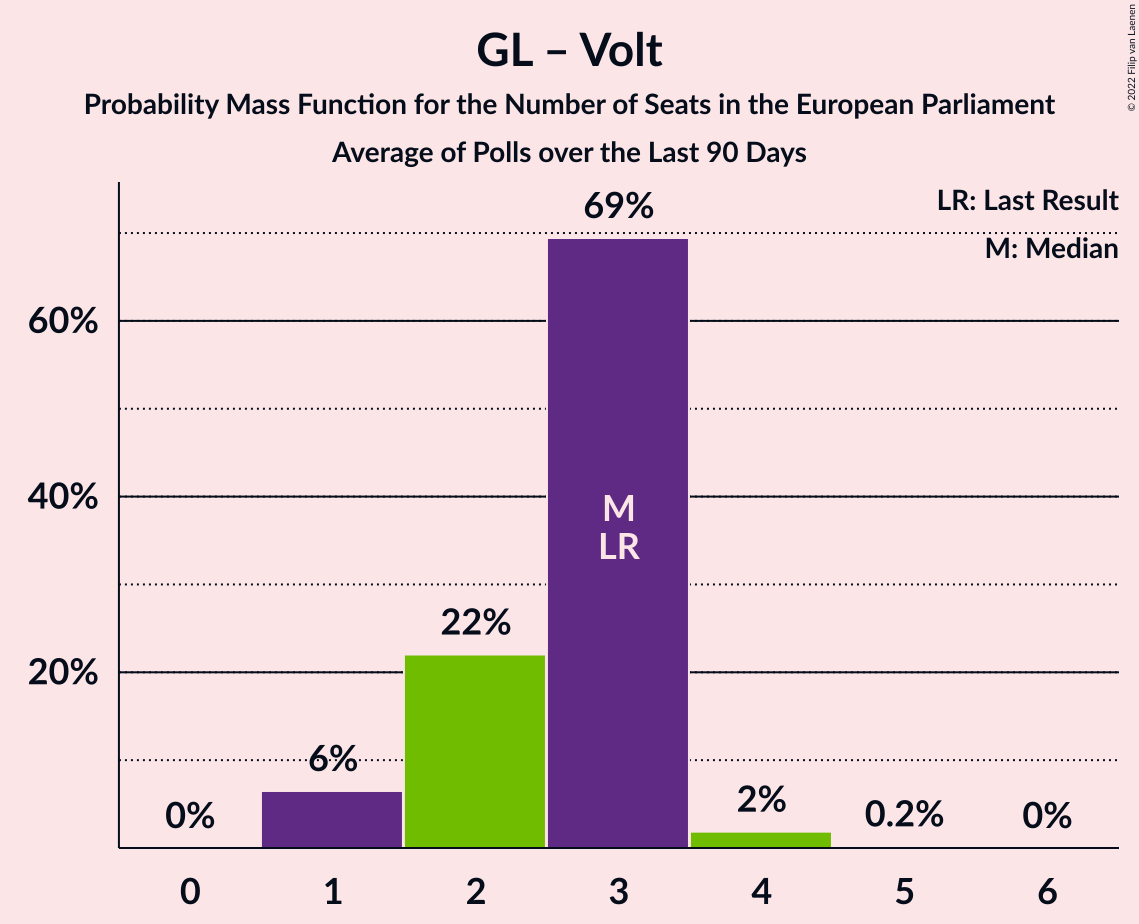 GL – Volt
Probability Mass Function for the Number of Seats in the European Parliament
Average of Polls over the Last 90 Days
© 2022 Filip van Laenen
LR: Last Result
M: Median
69%
60%
40%
M
LR
22%
20%
6%
0%
2%
0.2%
0%
0 1 2 3 4 5 6